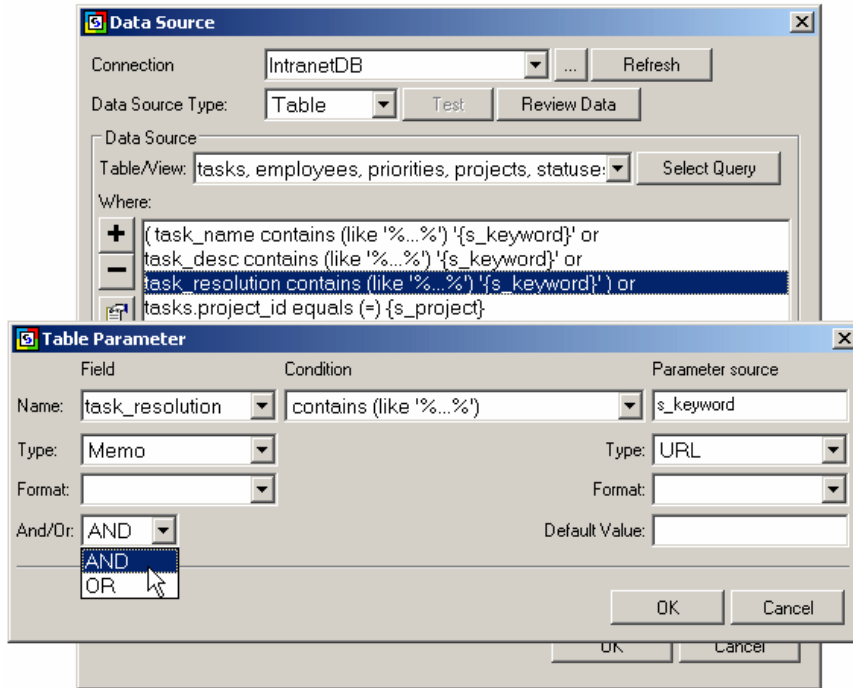 Data Source
Connection IntranetDB ... Refresh
Data Source Type: Table Test Review Data
Data Source
Table/View: tasks, employees, priorities, projects, statuse: Select Query
Where:
( task_name contains (like '%...%') '{s_keyword}' or
task_desc contains (like '%...%') '{s_keyword}' or
task_resolution contains (like '%...%') '{s_keyword}' ) or
tasks.project_id equals (=) {s_project}
Table Parameter
Field Condition Parameter source
Name: task_resolution contains (like '%...%') s_keyword
Type: Memo Type: URL
Format: Format:
And/Or: AND Default Value:
AND
OR
OK Cancel
OK Cancel